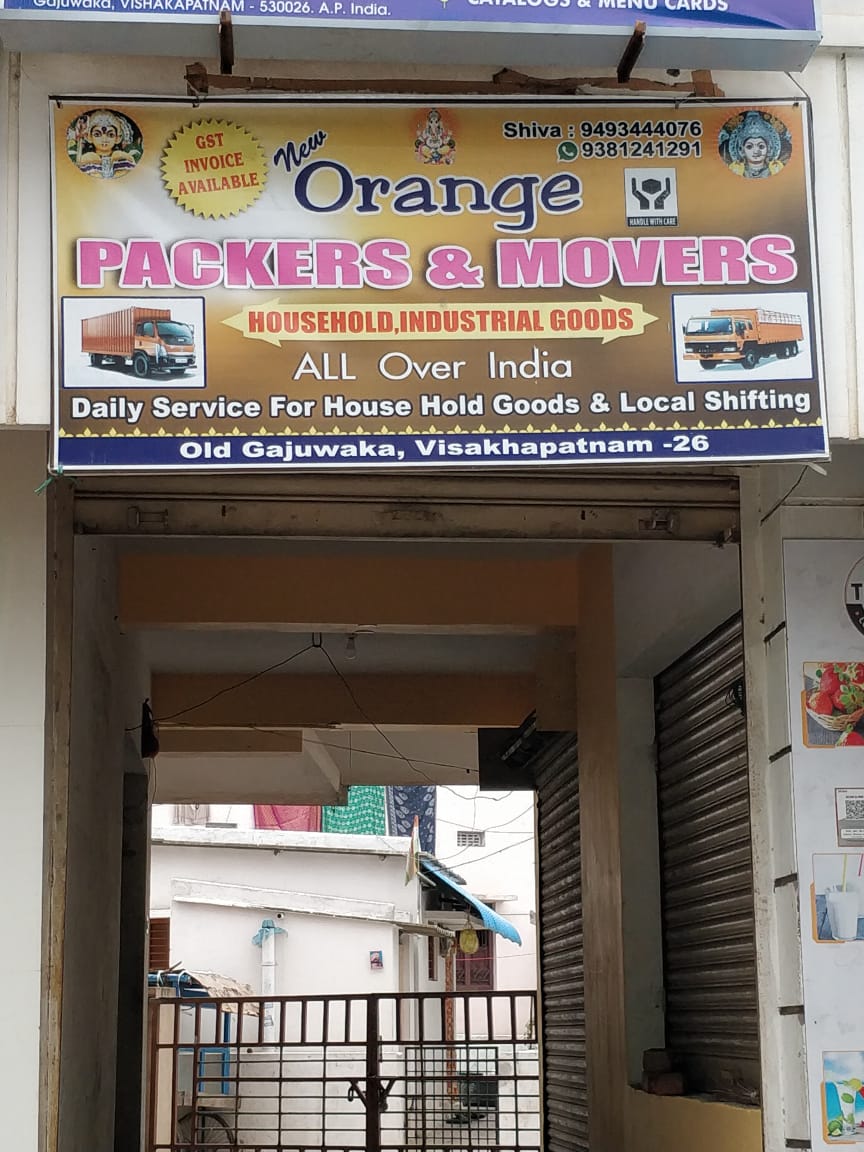 Gajuwaka, VISHAKAPATNAM - 530026. A.P. India.
CATALOGS & MENU CARDS
GST
INVOICE
AVAILABLE
New
Orange
Shiva : 9493444076
9381241291
HANDLE WITH CARE
PACKERS & MOVERS
HOUSEHOLD,INDUSTRIAL GOODS
ALL Over India
Daily Service For House Hold Goods & Local Shifting
Old Gajuwaka, Visakhapatnam -26